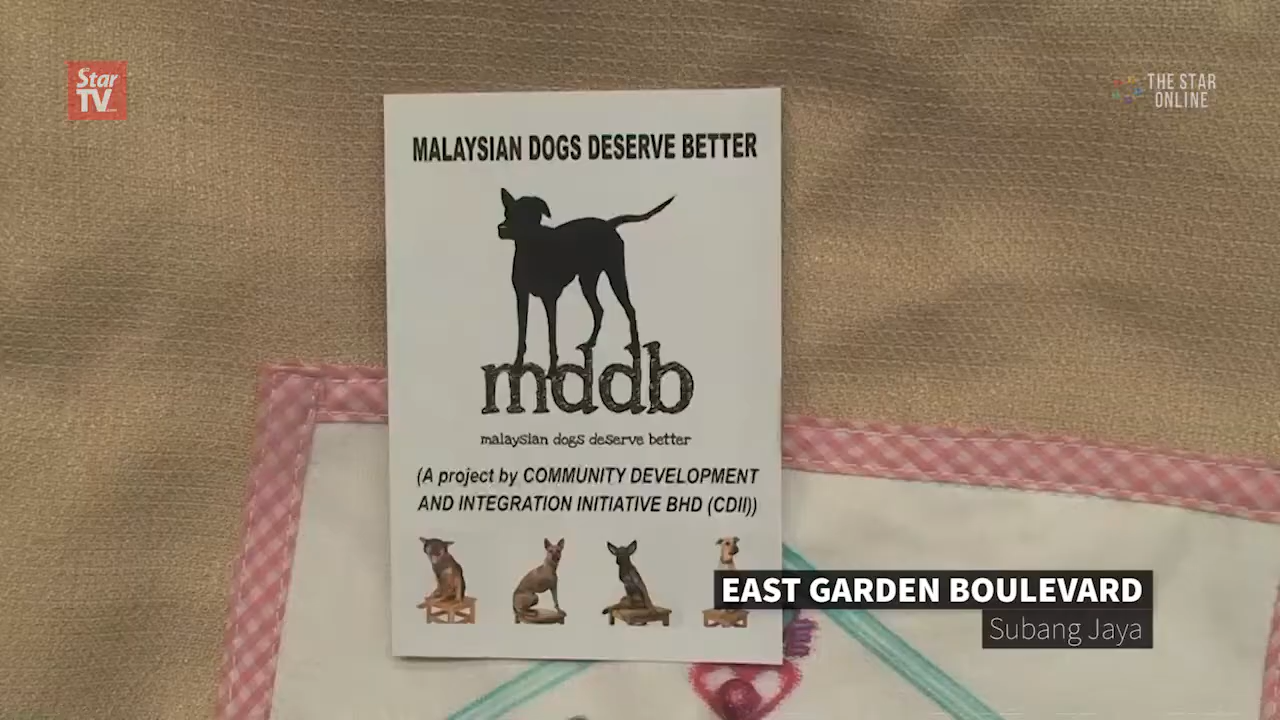 Star
TV
THE STAR
ONLINE
MALAYSIAN DOGS DESERVE BETTER
mddb
malaysian dogs deserve better
(A project by COMMUNITY DEVELOPMENT
AND INTEGRATION INITIATIVE BHD (CDII))
EAST GARDEN BOULEVARD
Subang Jaya